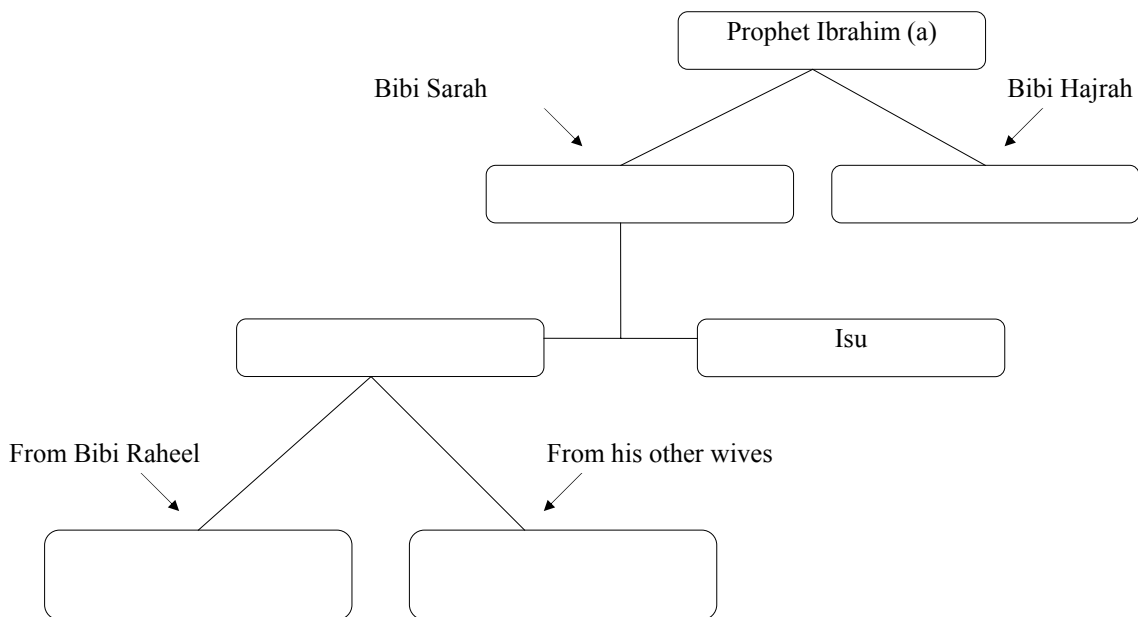 Prophet Ibrahim (a)
Bibi Sarah
Bibi Hajrah
Isu
From Bibi Raheel
From his other wives